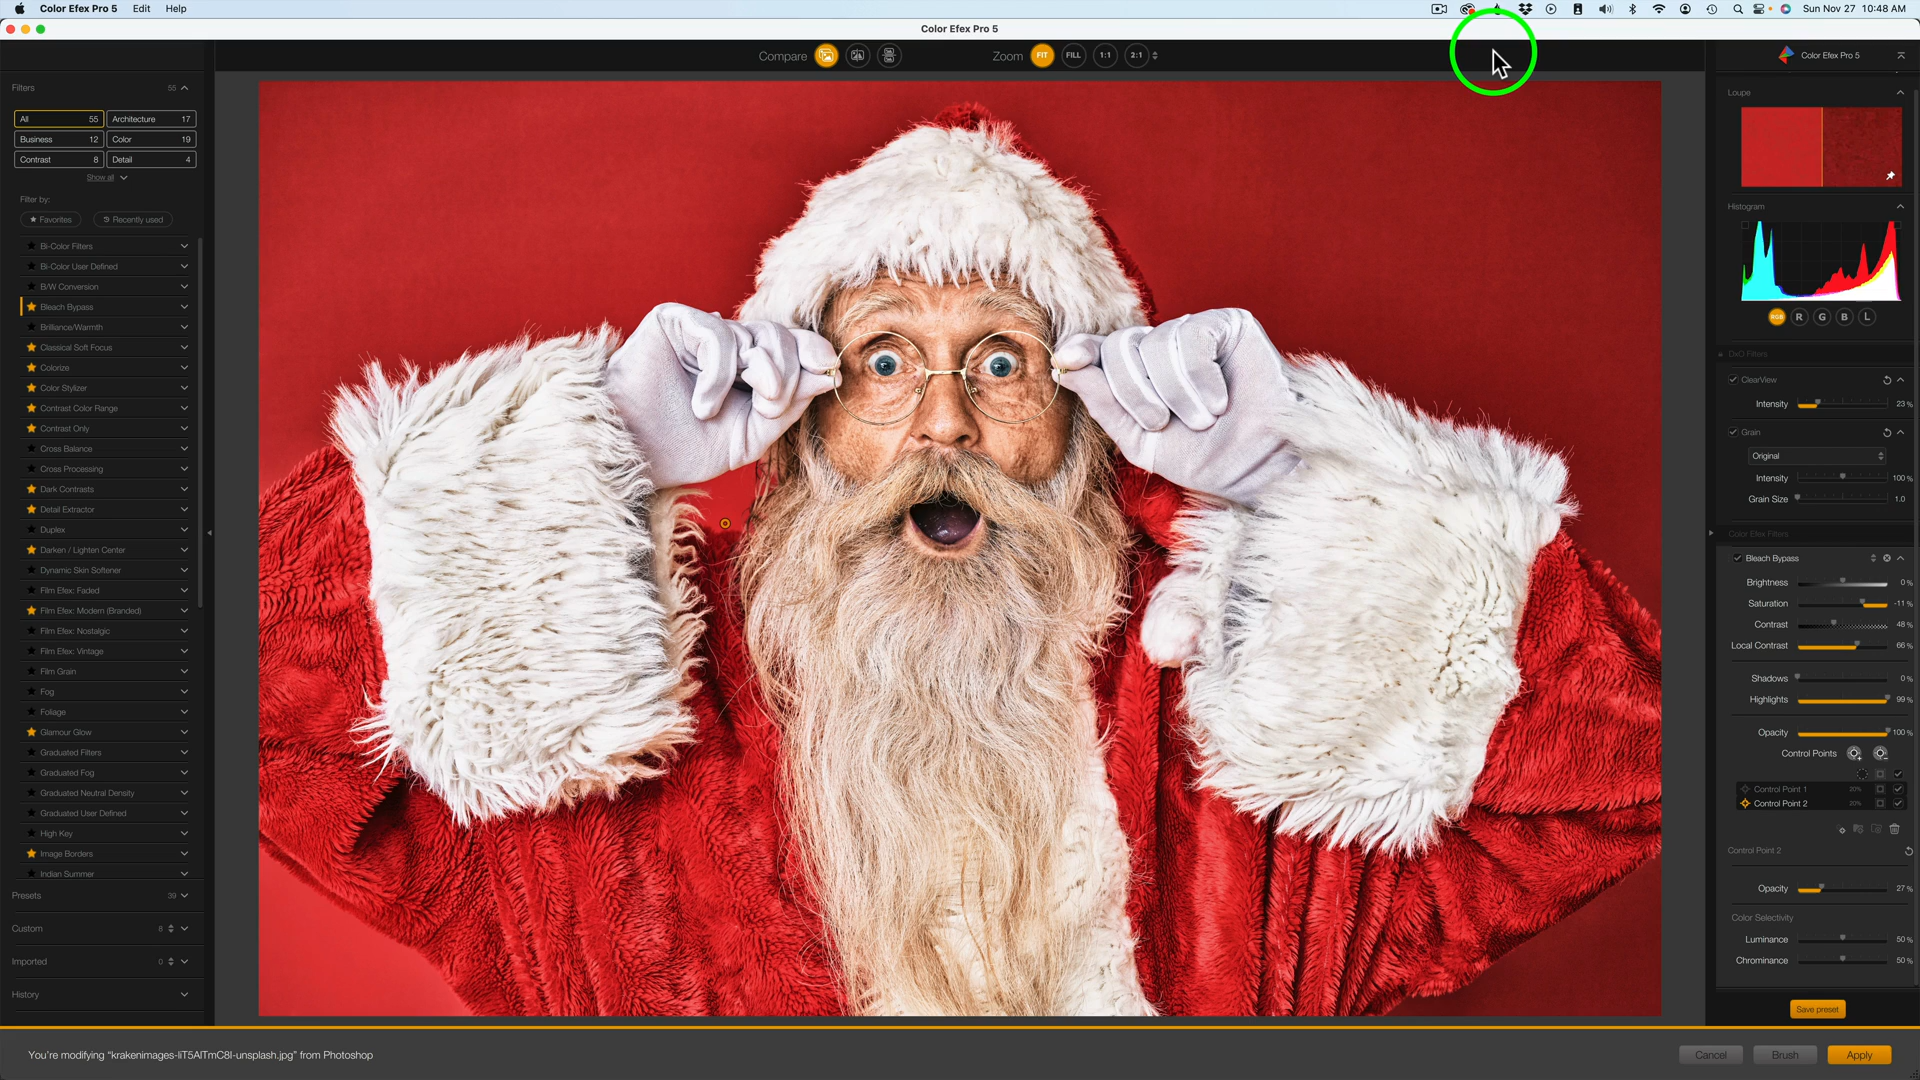 Color Efex Pro 5 Edit Help
Sun Nov 27 10:48 AM
Color Efex Pro 5
Compare
Zoom FIT FILL 1:1 2:1
Filters 55
All 55 Architecture 17
Business 12 Color 19
Contrast 8 Detail 4
Show all
Filter by:
Favorites Recently used
Bi-Color Filters
Bi-Color User Defined
B/W Conversion
Bleach Bypass
Brilliance/Warmth
Classical Soft Focus
Colorize
Color Stylizer
Contrast Color Range
Contrast Only
Cross Balance
Cross Processing
Dark Contrasts
Detail Extractor
Duplex
Darken / Lighten Center
Dynamic Skin Softener
Film Efex: Faded
Film Efex: Modern (Branded)
Film Efex: Nostalgic
Film Efex: Vintage
Film Grain
Fog
Foliage
Glamour Glow
Graduated Filters
Graduated Fog
Graduated Neutral Density
Graduated User Defined
High Key
Image Borders
Indian Summer
Presets 39
Custom 8
Imported 0
History
Color Efex Pro 5
Loupe
Histogram
RGB R G B L
DxO Filters
ClearView
Intensity 23 %
Grain
Original
Intensity 100 %
Grain Size 1.0
Color Efex Filters
Bleach Bypass
Brightness 0 %
Saturation -11 %
Contrast 48 %
Local Contrast 66 %
Shadows 0 %
Highlights 99 %
Opacity 100 %
Control Points
Control Point 1 20%
Control Point 2 20%
Control Point 2
Opacity 27 %
Color Selectivity
Luminance 50 %
Chrominance 50 %
Save preset
You're modifying "krakenimages-liT5AlTmC8I-unsplash.jpg" from Photoshop
Cancel Brush Apply